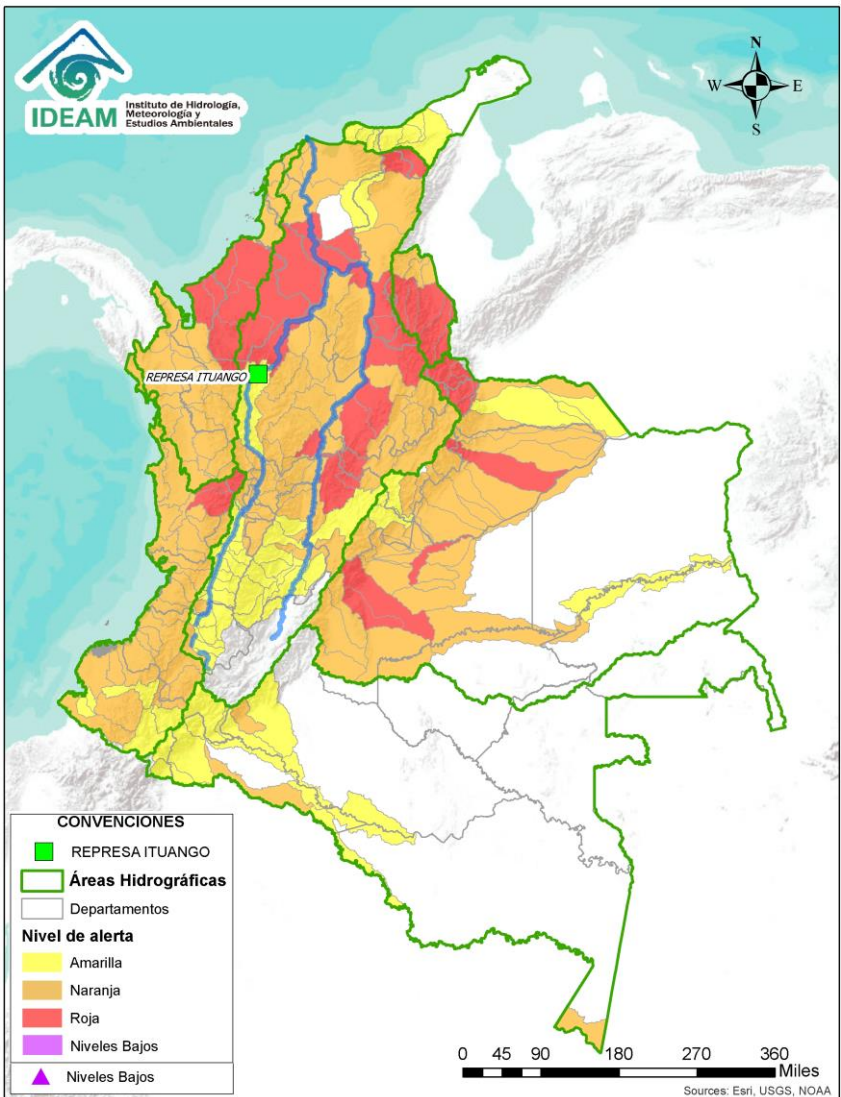 IDEAM
Instituto de Hidrología,
Meteorología y
Estudios Ambientales
N
W
E
S
REPRESA ITUANGO
CONVENCIONES
REPRESA ITUANGO
Áreas Hidrográficas
Departamentos
Nivel de alerta
Amarilla
Naranja
Roja
Niveles Bajos
Niveles Bajos
0 45 90 180 270 360
Miles
Sources: Esri, USGS, NOAA